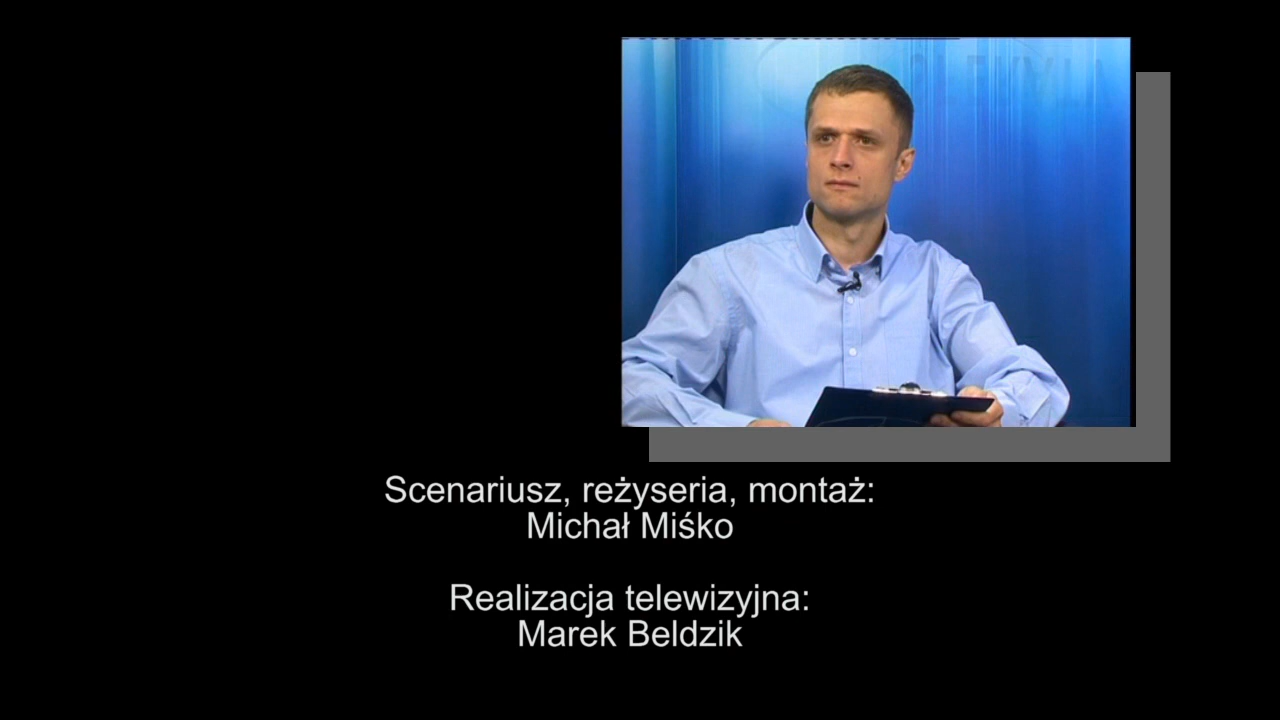 Scenariusz, reżyseria, montaż:
Michał Miśko
Realizacja telewizyjna:
Marek Beldzik